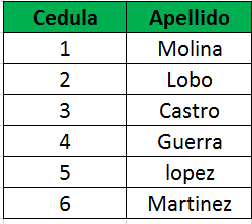 Cedula Apellido
1 Molina
2 Lobo
3 Castro
4 Guerra
5 lopez
6 Martinez